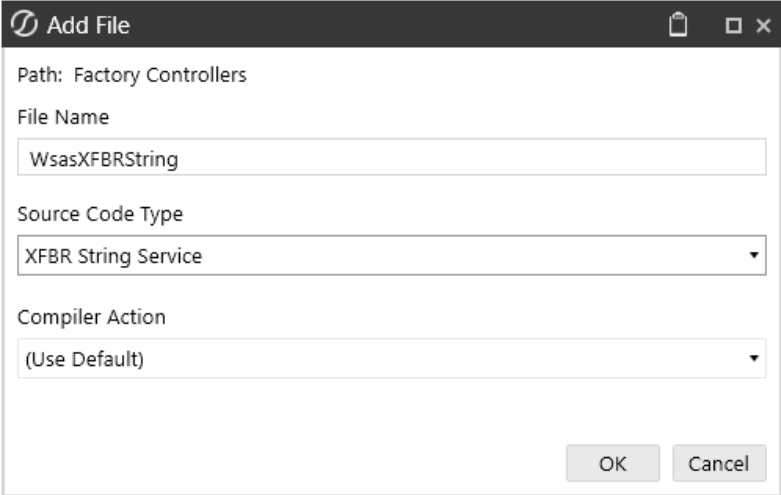 Add File
Path: Factory Controllers
File Name
WsasXFBRString
Source Code Type
XFBR String Service
Compiler Action
(Use Default)
OK Cancel